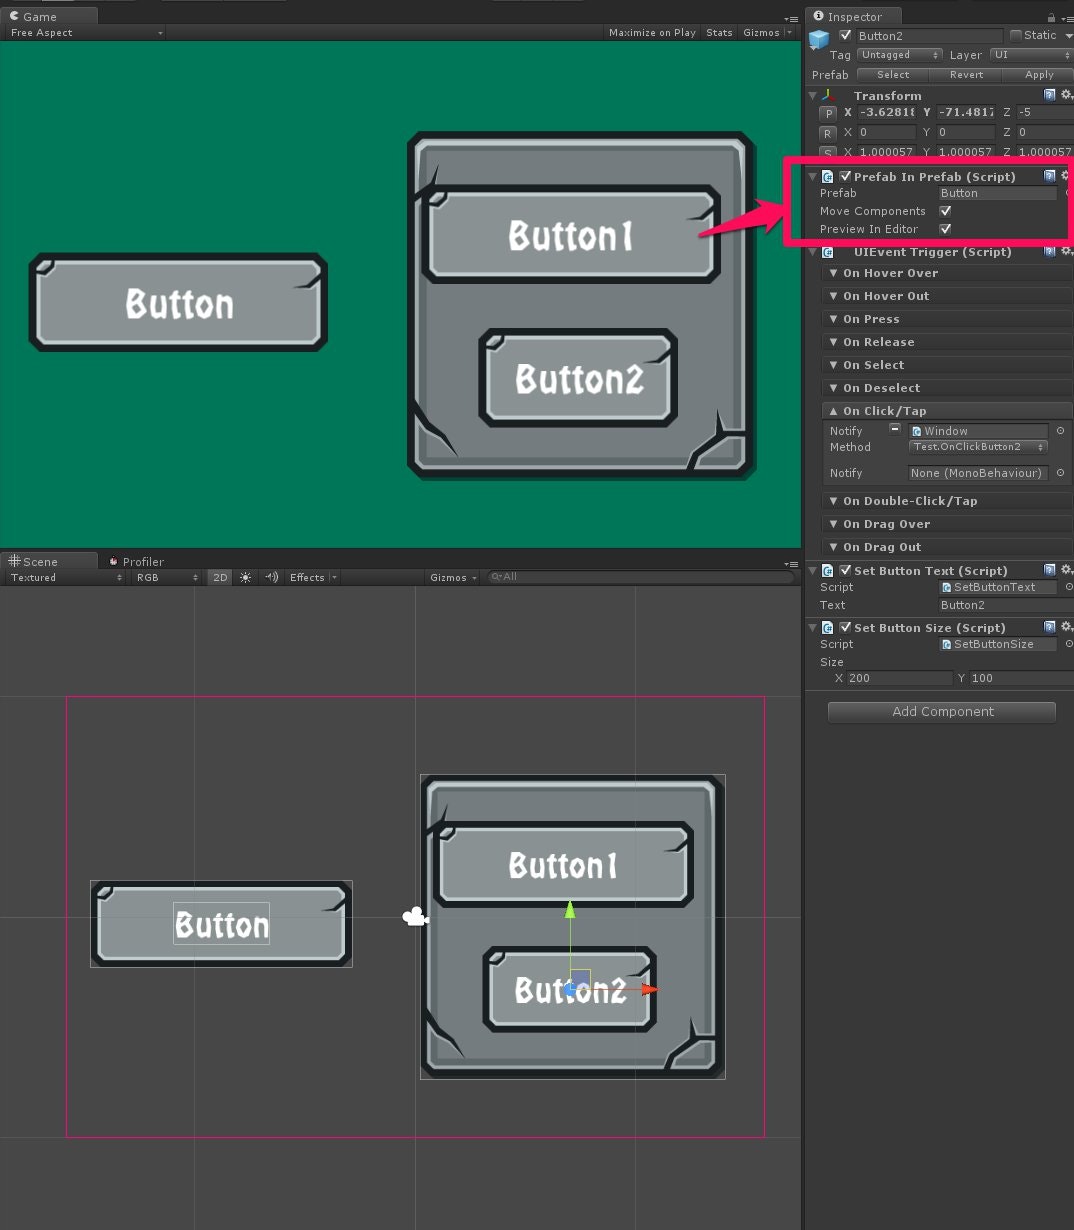 Game
Free Aspect
Maximize on Play Stats Gizmos
Button
Button1
Button2
Scene Profiler
Textured RGB 2D Effects Gizmos All
Button
Button1
Button2
Inspector
Button2 Static
Tag Untagged Layer UI
Prefab Select Revert Apply
Transform
P X -3.62818 Y -71.4817 Z -5
R X 0 Y 0 Z 0
S X 1.000057 Y 1.000057 Z 1.000057
Prefab In Prefab (Script)
Prefab Button
Move Components
Preview In Editor
UIEvent Trigger (Script)
On Hover Over
On Hover Out
On Press
On Release
On Select
On Deselect
On Click/Tap
Notify Window
Method Test.OnClickButton2
Notify None (MonoBehaviour)
On Double-Click/Tap
On Drag Over
On Drag Out
Set Button Text (Script)
Script SetButtonText
Text Button2
Set Button Size (Script)
Script SetButtonSize
Size
X 200 Y 100
Add Component